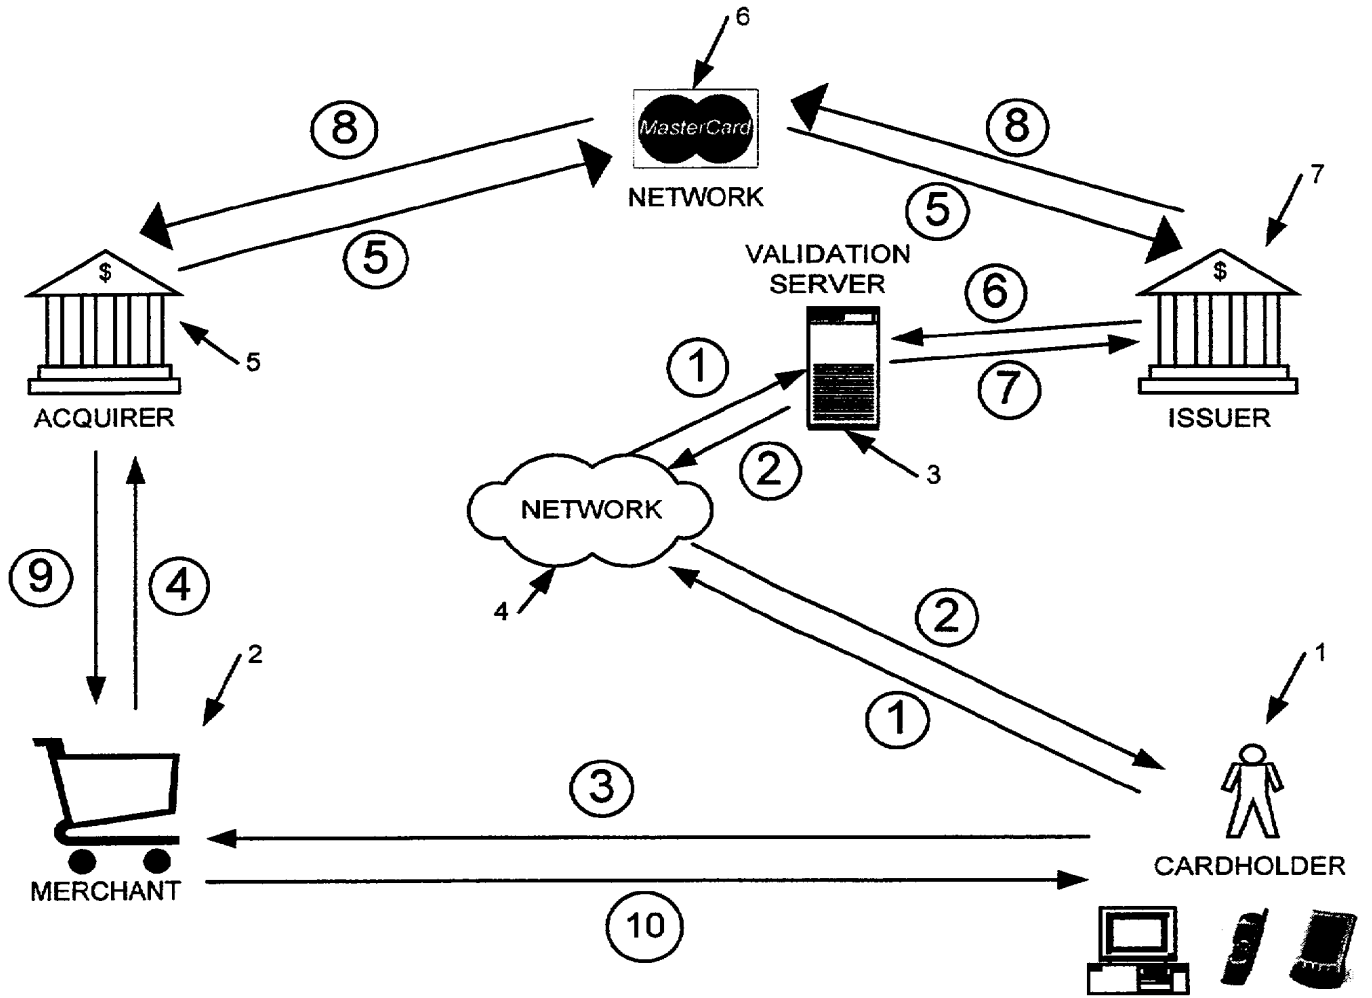 6
MasterCard
NETWORK
8
8
7
5
5
VALIDATION
SERVER
$
$
6
5
1
7
ACQUIRER
ISSUER
2
3
NETWORK
9
4
4
2
2
1
1
3
MERCHANT
CARDHOLDER
10